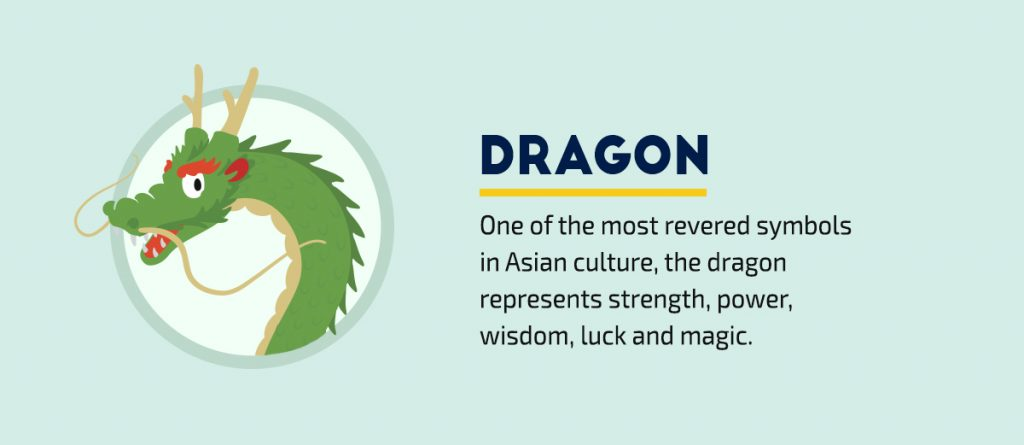 DRAGON
One of the most revered symbols
in Asian culture, the dragon
represents strength, power,
wisdom, luck and magic.